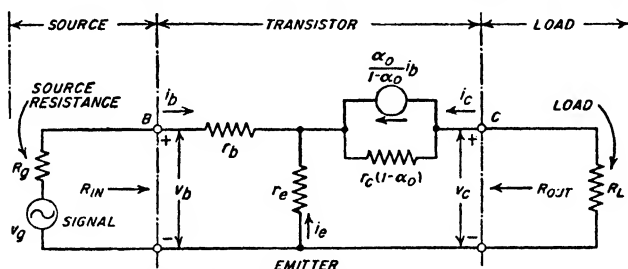 SOURCE TRANSISTOR LOAD
α₀/(1-α₀) i_b
SOURCE RESISTANCE
i_b i_c
LOAD
B C
+ +
r_b
R_g r_c(1-α₀)
R_IN v_b r_e v_c R_OUT R_L
SIGNAL
v_g i_e
- -
EMITTER